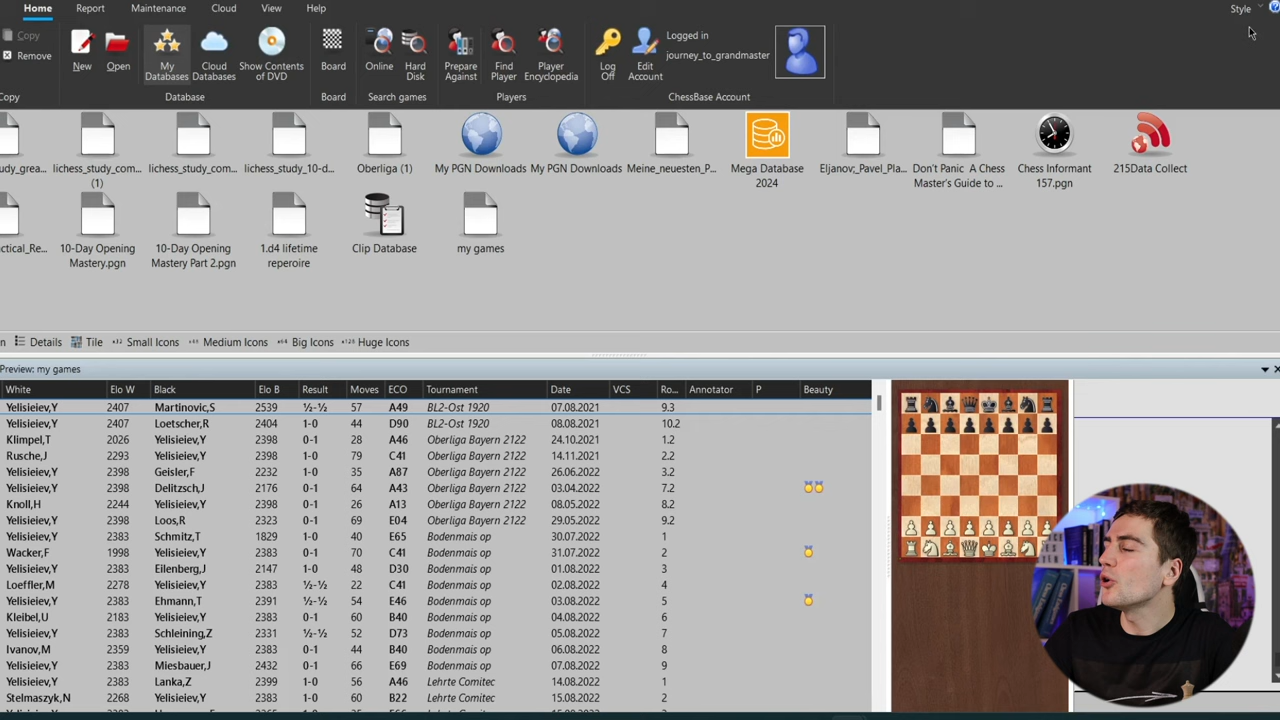 Home Report Maintenance Cloud View Help Style
Copy Logged in
Remove journey_to_grandmaster
New Open My Databases Cloud Databases Show Contents of DVD Board Online Hard Disk Prepare Against Find Player Player Encyclopedia Log Off Edit Account
Copy Database Board Search games Players ChessBase Account
udy_grea... lichess_study_com... (1) lichess_study_com... lichess_study_10-d... Oberliga (1) My PGN Downloads My PGN Downloads Meine_neuesten_P... Mega Database 2024 Eljanov;_Pavel_Pla... Don't Panic A Chess Master's Guide to ... Chess Informant 157.pgn 215Data Collect
ctical_Re... 10-Day Opening Mastery.pgn 10-Day Opening Mastery Part 2.pgn 1.d4 lifetime reperoire Clip Database my games
n Details Tile Small Icons Medium Icons Big Icons Huge Icons
Preview: my games
White Elo W Black Elo B Result Moves ECO Tournament Date VCS Ro... Annotator P Beauty
Yelisieiev,Y 2407 Martinovic,S 2539 ½-½ 57 A49 BL2-Ost 1920 07.08.2021 9.3
Yelisieiev,Y 2407 Loetscher,R 2404 1-0 44 D90 BL2-Ost 1920 08.08.2021 10.2
Klimpel,T 2026 Yelisieiev,Y 2398 0-1 28 A46 Oberliga Bayern 2122 24.10.2021 1.2
Rusche,J 2293 Yelisieiev,Y 2398 1-0 79 C41 Oberliga Bayern 2122 14.11.2021 2.2
Yelisieiev,Y 2398 Geisler,F 2232 1-0 35 A87 Oberliga Bayern 2122 26.06.2022 3.2
Yelisieiev,Y 2398 Delitzsch,J 2176 0-1 64 A43 Oberliga Bayern 2122 03.04.2022 7.2
Knoll,H 2244 Yelisieiev,Y 2398 0-1 26 A13 Oberliga Bayern 2122 08.05.2022 8.2
Yelisieiev,Y 2398 Loos,R 2323 1-0 69 E04 Oberliga Bayern 2122 29.05.2022 9.2
Yelisieiev,Y 2383 Schmitz,T 1829 1-0 40 E65 Bodenmais op 30.07.2022 1
Wacker,F 1998 Yelisieiev,Y 2383 0-1 70 C41 Bodenmais op 31.07.2022 2
Yelisieiev,Y 2383 Eilenberg,J 2147 1-0 48 D30 Bodenmais op 01.08.2022 3
Loeffler,M 2278 Yelisieiev,Y 2383 ½-½ 22 C41 Bodenmais op 02.08.2022 4
Yelisieiev,Y 2383 Ehmann,T 2391 ½-½ 54 E46 Bodenmais op 03.08.2022 5
Kleibel,U 2183 Yelisieiev,Y 2383 0-1 60 B40 Bodenmais op 04.08.2022 6
Yelisieiev,Y 2383 Schleining,Z 2331 ½-½ 52 D73 Bodenmais op 05.08.2022 7
Ivanov,M 2359 Yelisieiev,Y 2383 1-0 44 B40 Bodenmais op 06.08.2022 8
Yelisieiev,Y 2383 Miesbauer,J 2432 0-1 66 E69 Bodenmais op 07.08.2022 9
Yelisieiev,Y 2383 Lanka,Z 2399 1-0 56 A46 Lehrte Comitec 14.08.2022 1
Stelmaszyk,N 2268 Yelisieiev,Y 2383 0-1 60 B22 Lehrte Comitec 15.08.2022 2